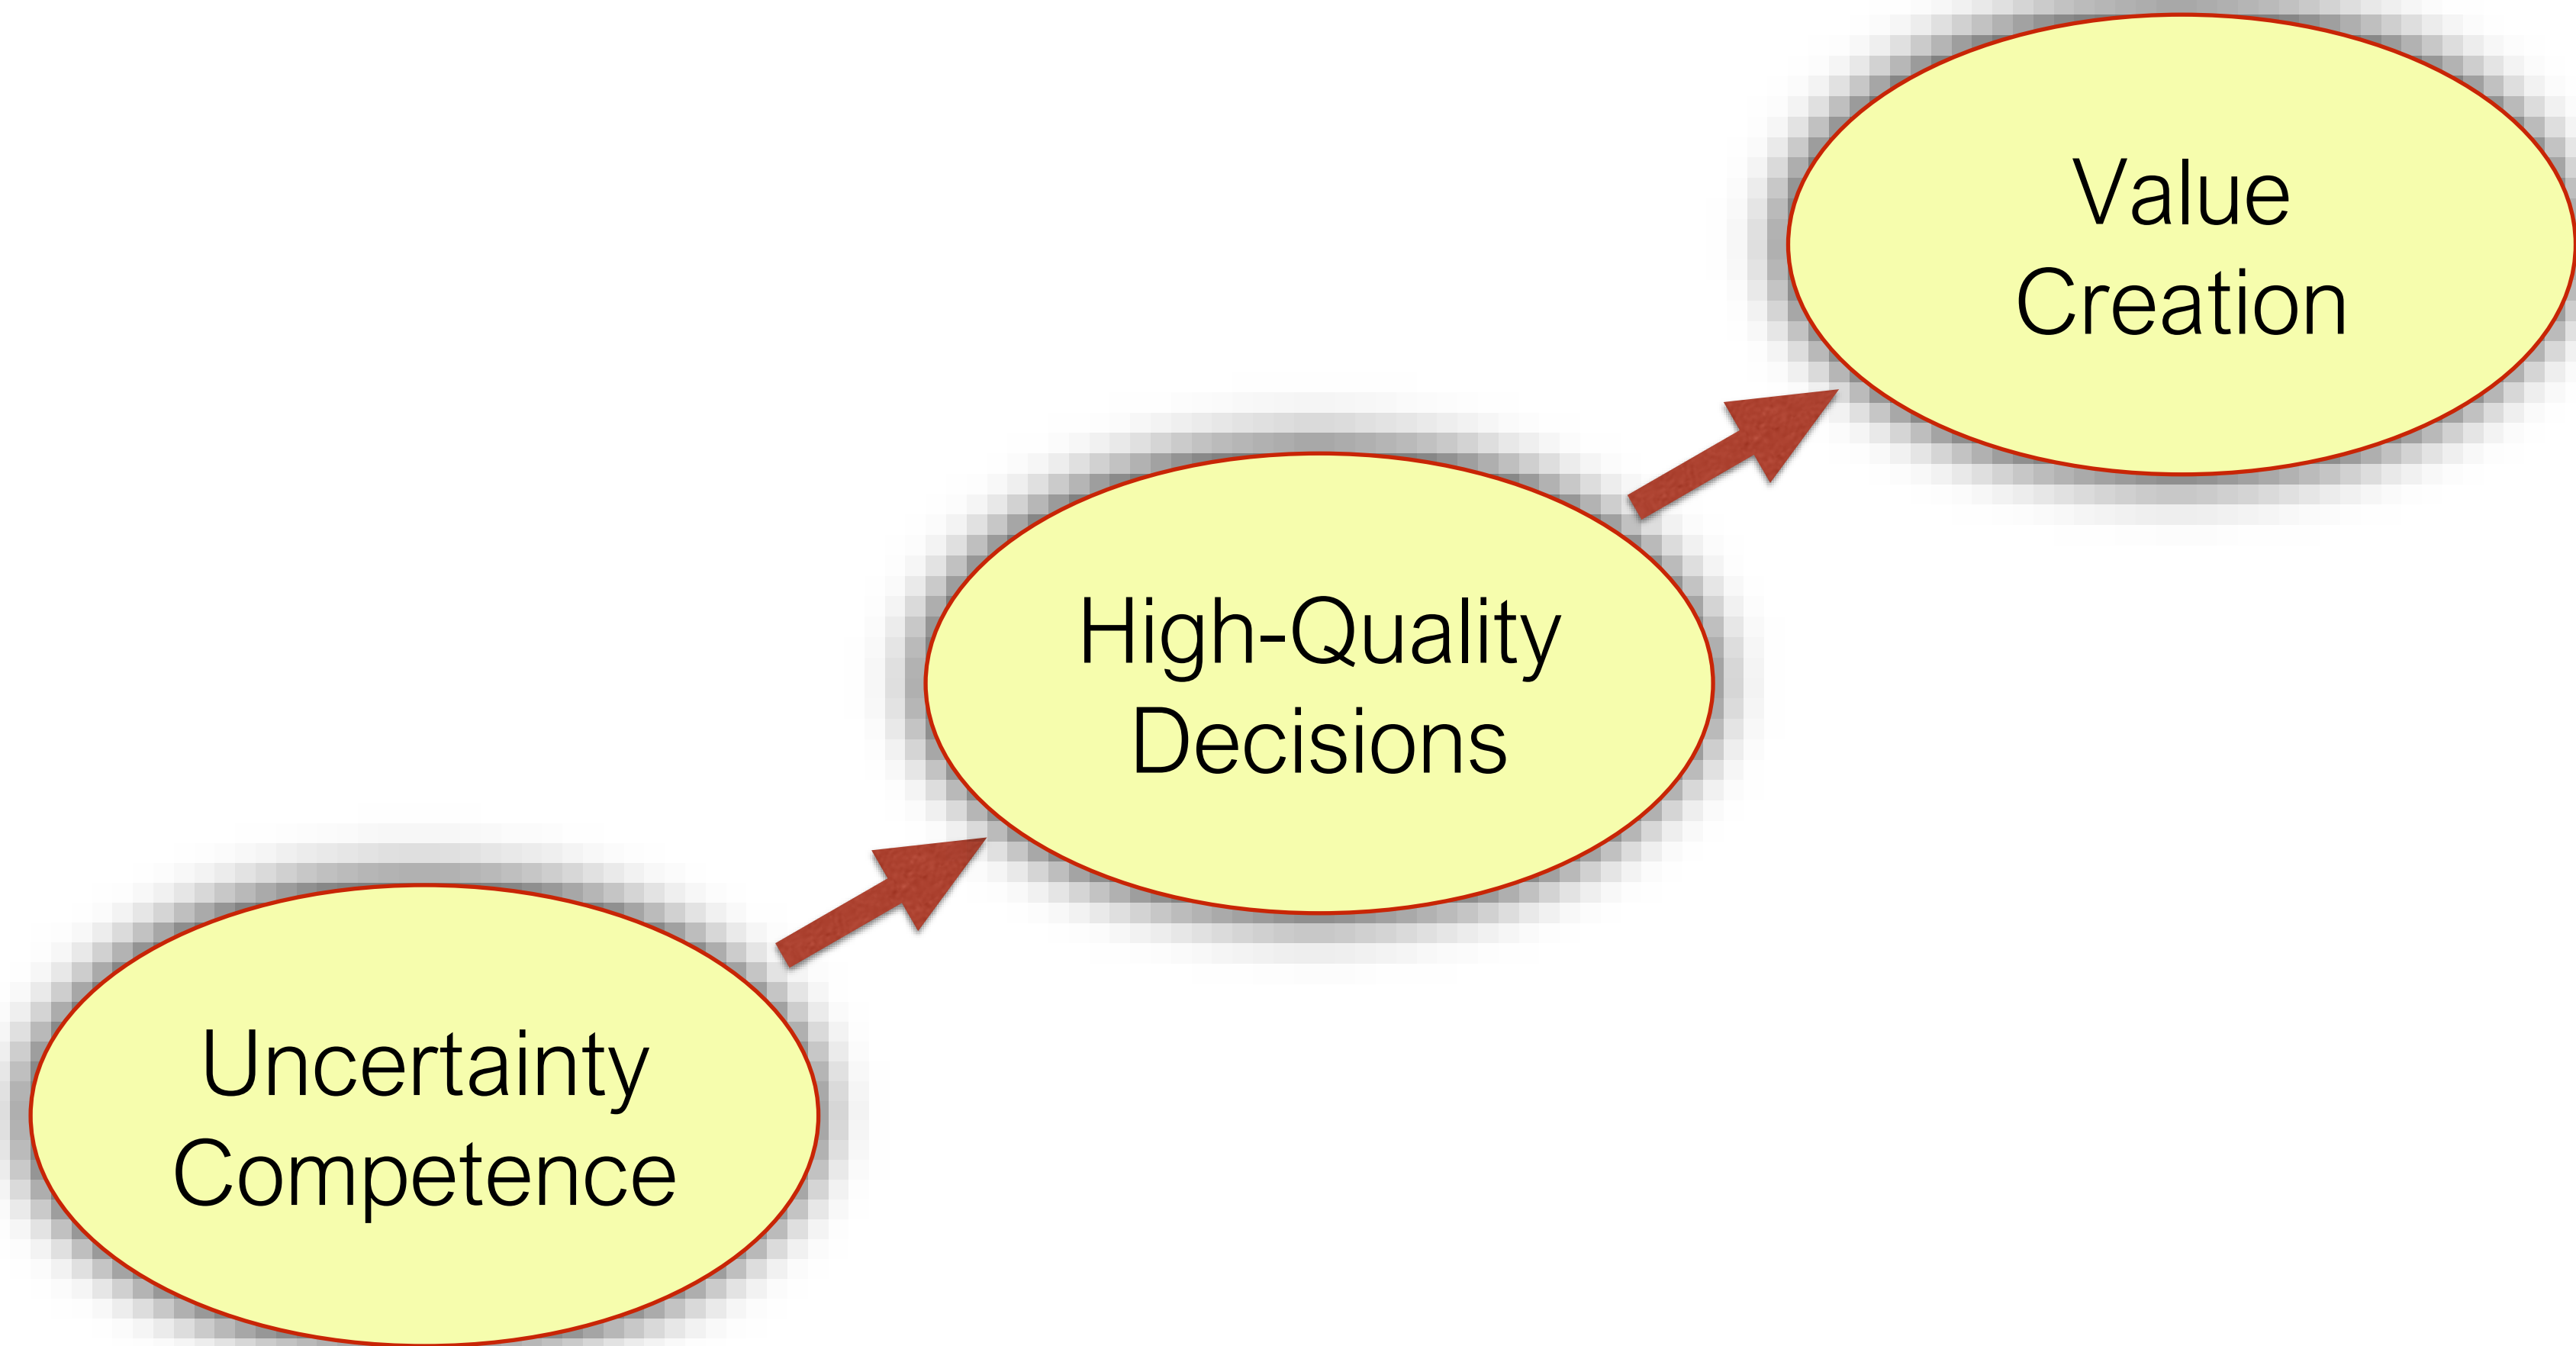 Value
Creation
High-Quality
Decisions
Uncertainty
Competence